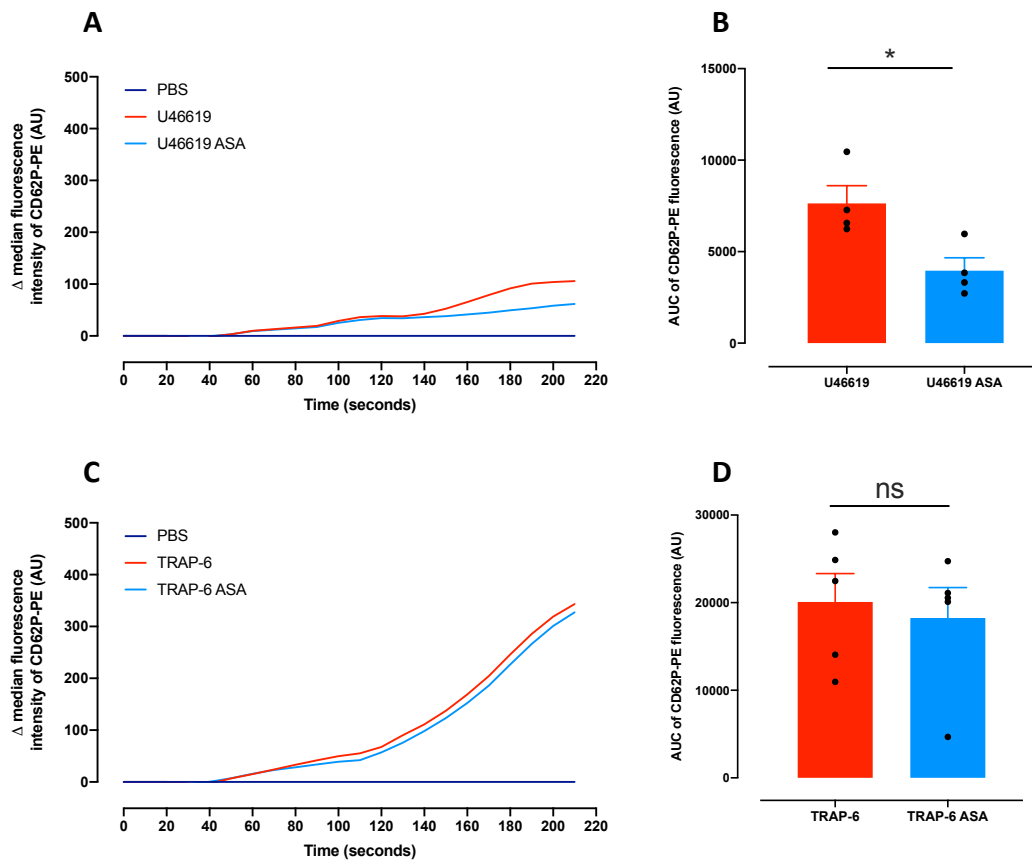 A
Δ median fluorescence
intensity of CD62P-PE (AU)
500
400
300
200
100
0
PBS
U46619
U46619 ASA
0 20 40 60 80 100 120 140 160 180 200 220
Time (seconds)
B
AUC of CD62P-PE fluorescence (AU)
15000
10000
5000
0
*
U46619 U46619 ASA
C
Δ median fluorescence
intensity of CD62P-PE (AU)
500
400
300
200
100
0
PBS
TRAP-6
TRAP-6 ASA
0 20 40 60 80 100 120 140 160 180 200 220
Time (seconds)
D
AUC of CD62P-PE fluorescence (AU)
30000
20000
10000
0
ns
TRAP-6 TRAP-6 ASA